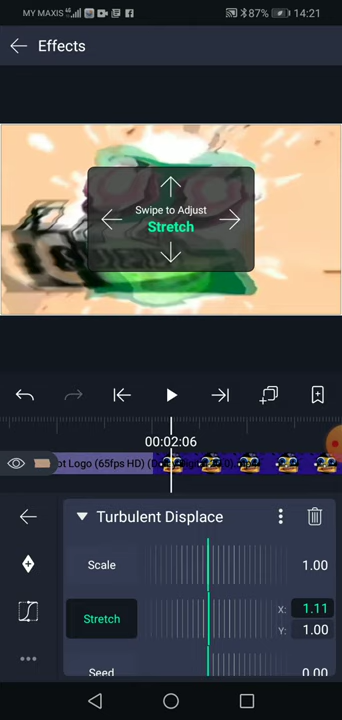 MY MAXIS 87% 14:21
Effects
Swipe to Adjust
Stretch
00:02:06
ot Logo (65fps HD)
Turbulent Displace
Scale 1.00
Stretch X: 1.11
Y: 1.00
Seed 0.00